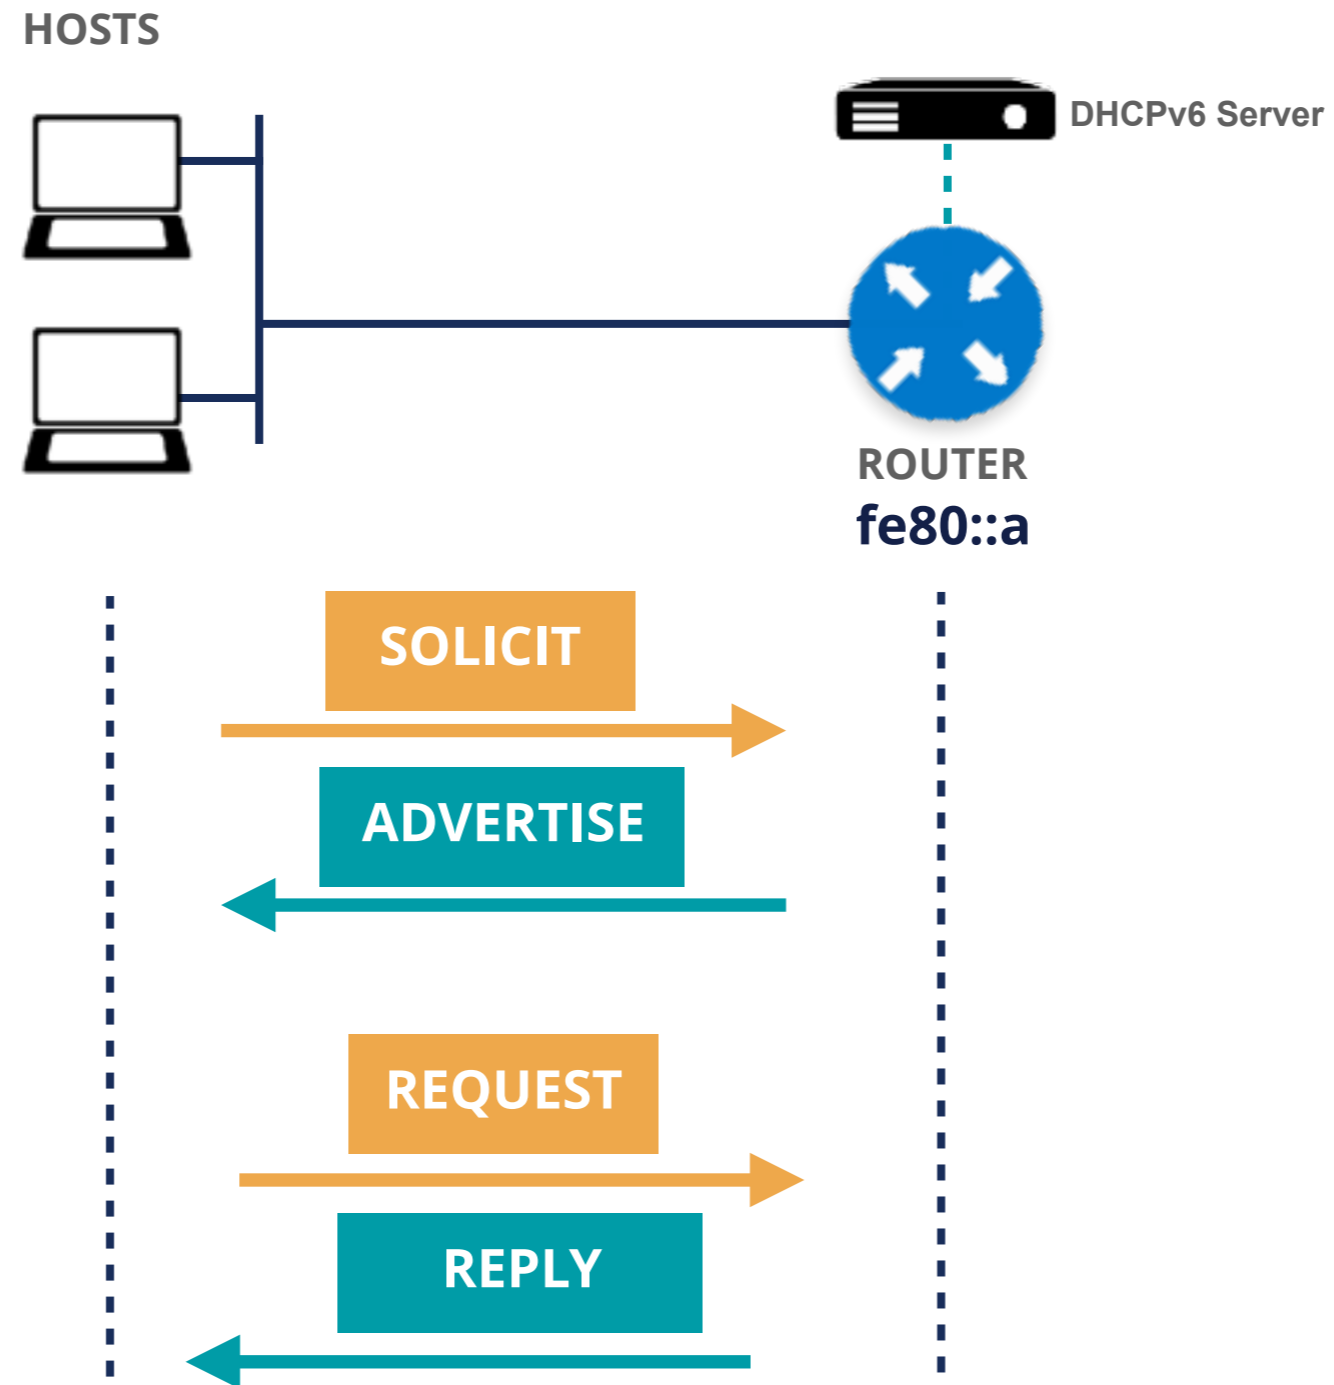 HOSTS
DHCPv6 Server
ROUTER
fe80::a
SOLICIT
ADVERTISE
REQUEST
REPLY